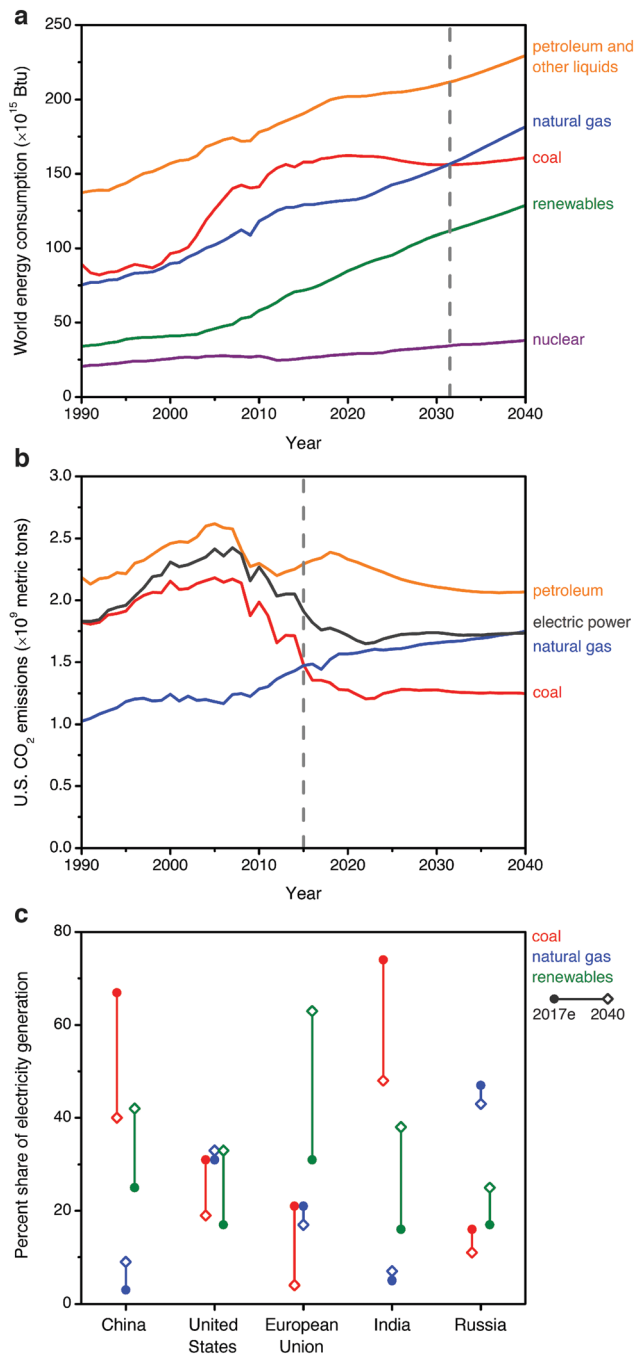 a
250
200
150
100
50
0
World energy consumption (×10¹⁵ Btu)
petroleum and
other liquids
natural gas
coal
renewables
nuclear
1990 2000 2010 2020 2030 2040
Year
b
3.0
2.5
2.0
1.5
1.0
0.5
0.0
U.S. CO₂ emissions (×10⁹ metric tons)
petroleum
electric power
natural gas
coal
1990 2000 2010 2020 2030 2040
Year
c
80
60
40
20
0
Percent share of electricity generation
coal
natural gas
renewables
2017e 2040
China United European India Russia
States Union